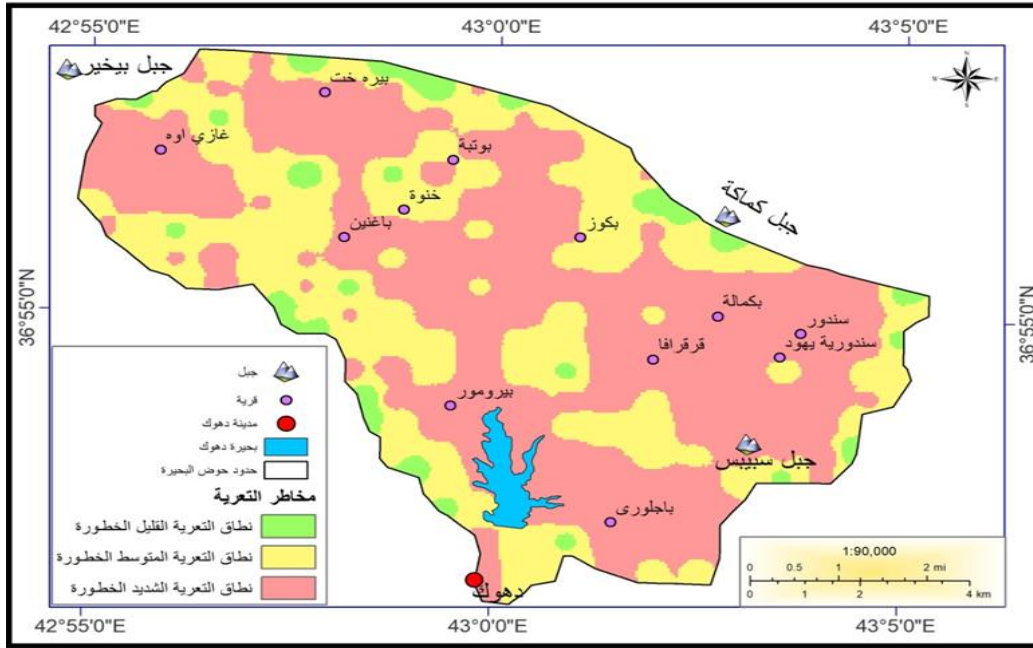 42°55'0"E
43°0'0"E
43°5'0"E
جبل بيخير
بيره خت
غازي اوه
بوتبة
خنوة
باغنين
بكوز
جبل كماكة
36°55'0"N
36°55'0"N
بكمالة
سندور
سندورية يهود
قرقرافا
بيرومور
جبل سبيبس
باجلورى
دهوك
جبل
قرية
مدينة دهوك
بحيرة دهوك
حدود حوض البحيرة
مخاطر التعرية
نطاق التعرية القليل الخطورة
نطاق التعرية المتوسط الخطورة
نطاق التعرية الشديد الخطورة
1:90,000
0 0.5 1 2 mi
0 1 2 4 km
42°55'0"E
43°0'0"E
43°5'0"E